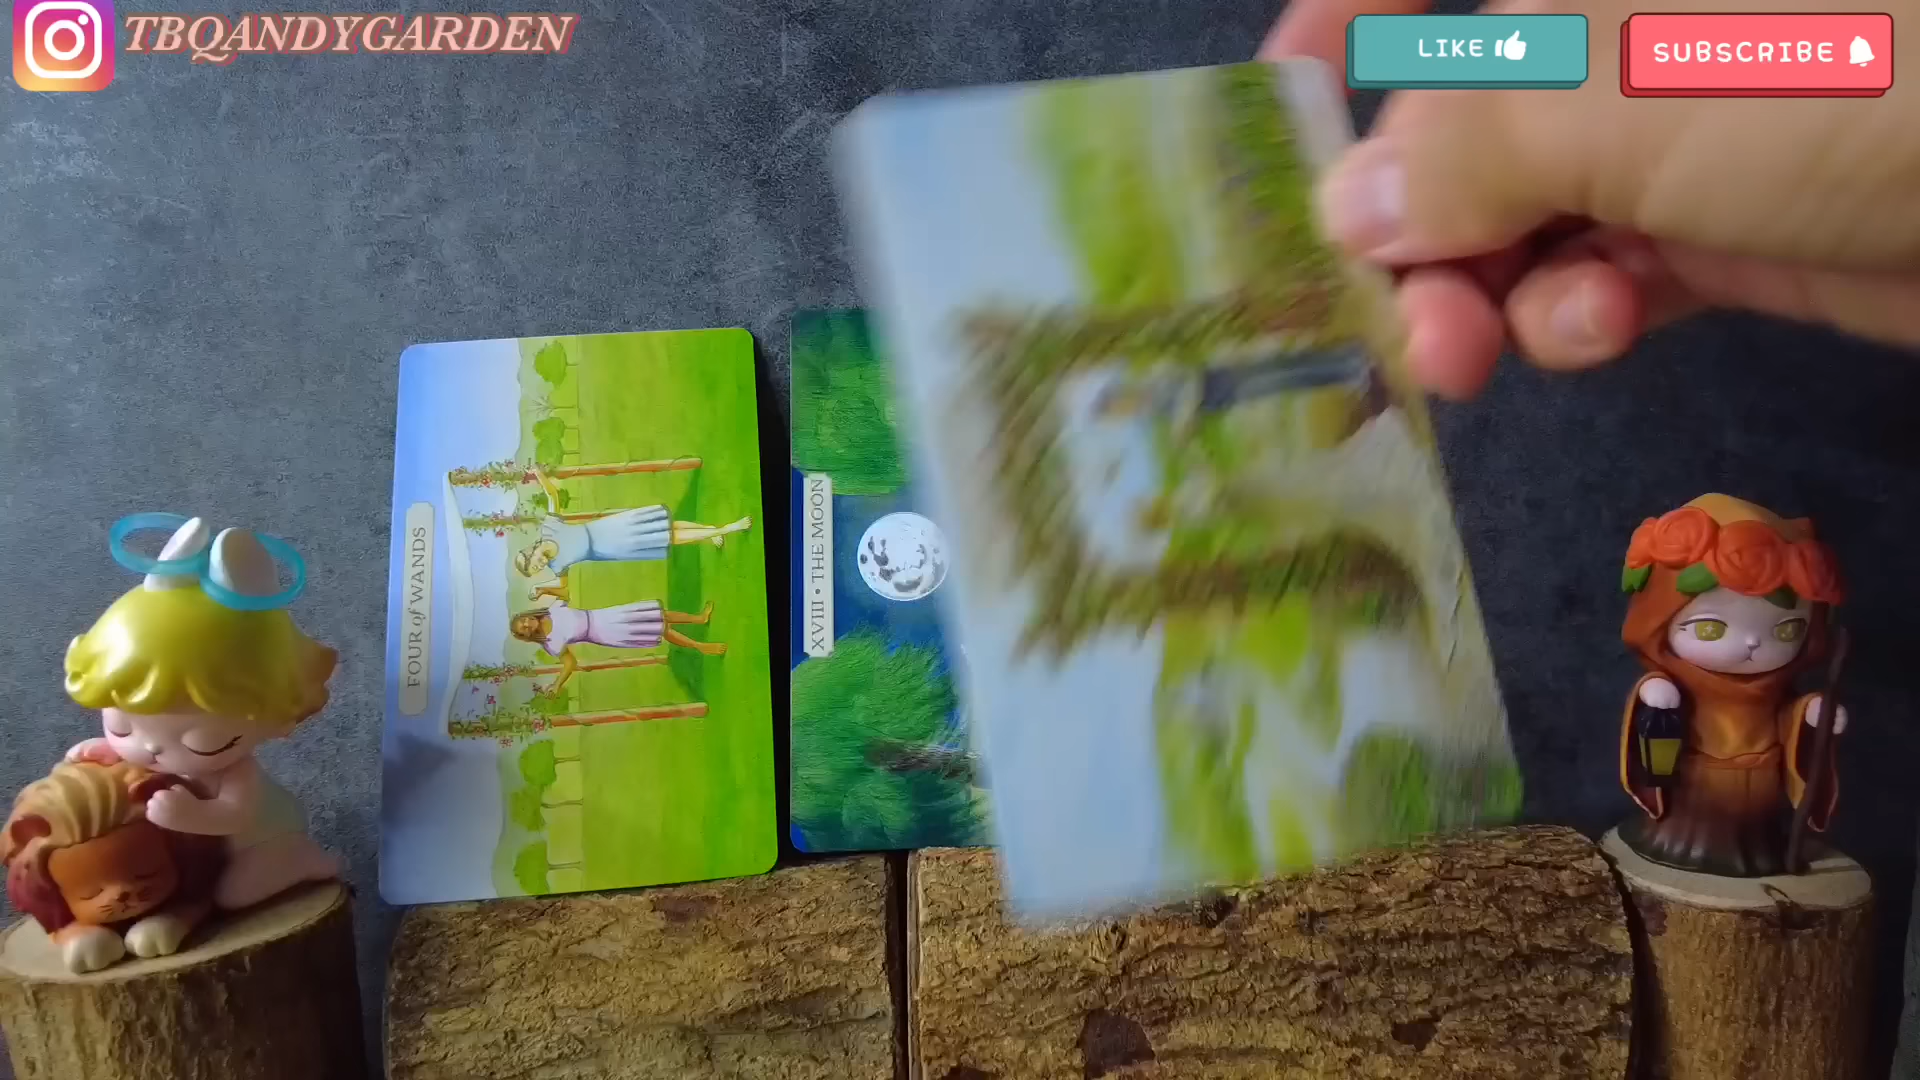 TBQANDYGARDEN
LIKE
SUBSCRIBE
FOUR of WANDS
XVIII • THE MOON